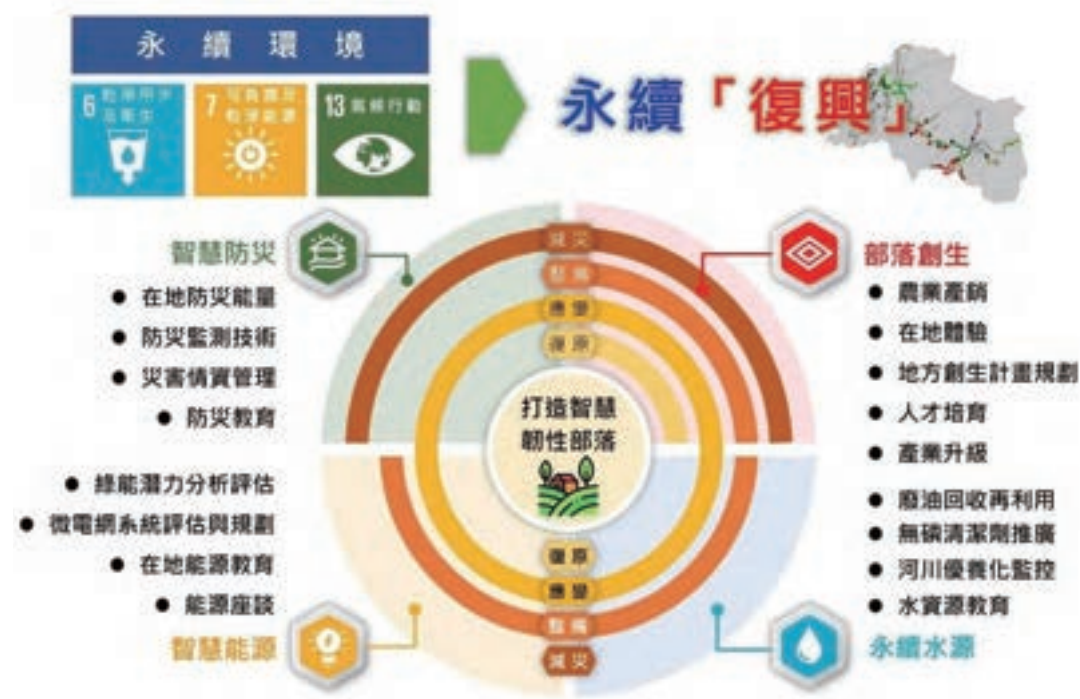 永續環境
6 乾淨用水
及衛生
7 可負擔及
乾淨能源
13 氣候行動
永續「復興」
智慧防災
在地防災能量
防災監測技術
災害情資管理
防災教育
部落創生
農業產銷
在地體驗
地方創生計畫規劃
人才培育
產業升級
減災
整備
應變
復原
打造智慧
韌性部落
復原
應變
整備
減災
綠能潛力分析評估
微電網系統評估與規劃
在地能源教育
能源座談
智慧能源
廢油回收再利用
無磷清潔劑推廣
河川優養化監控
水資源教育
永續水源